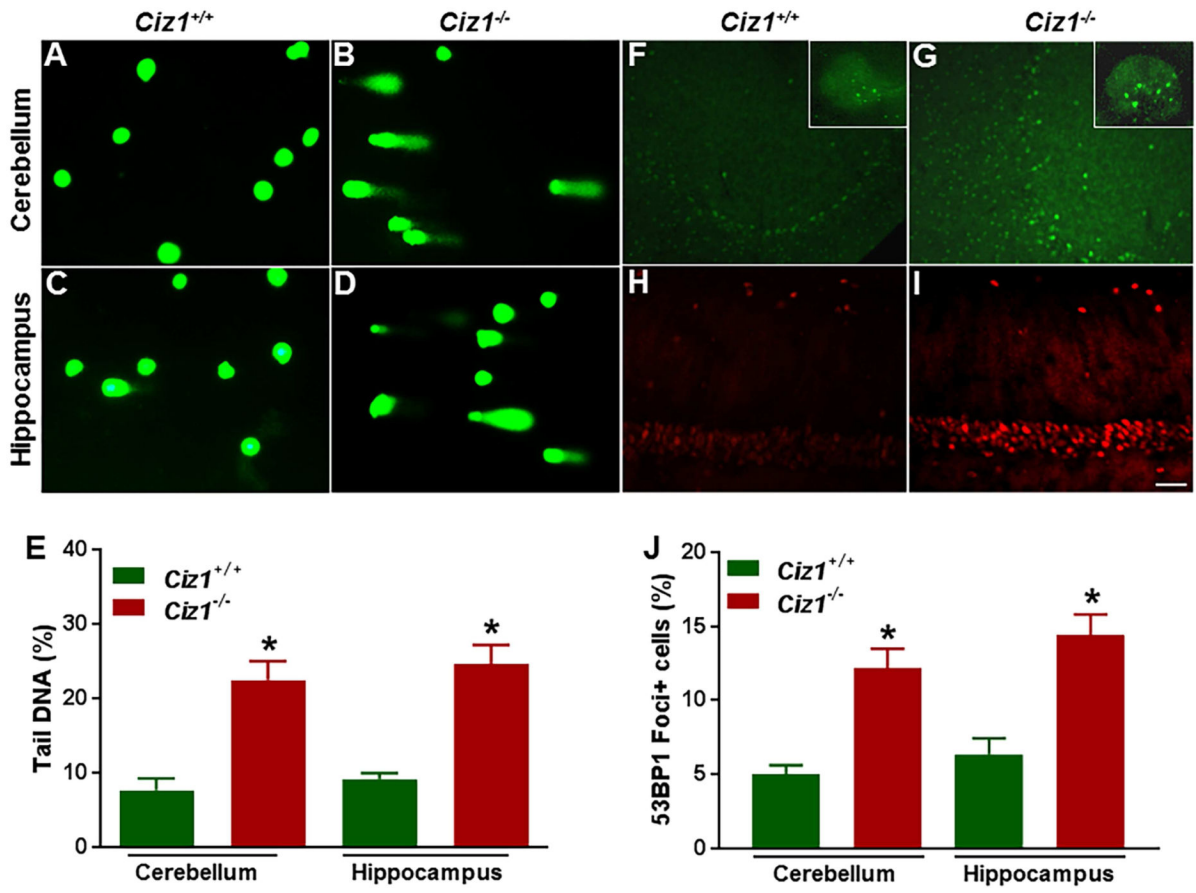 Ciz1+/+ Ciz1-/- Ciz1+/+ Ciz1-/-
Cerebellum
A B F G
Hippocampus
C D H I
E
Tail DNA (%)
40
30
20
10
0
Ciz1+/+
Ciz1-/-
* *
Cerebellum Hippocampus
J
53BP1 Foci+ cells (%)
20
15
10
5
0
Ciz1+/+
Ciz1-/-
* *
Cerebellum Hippocampus